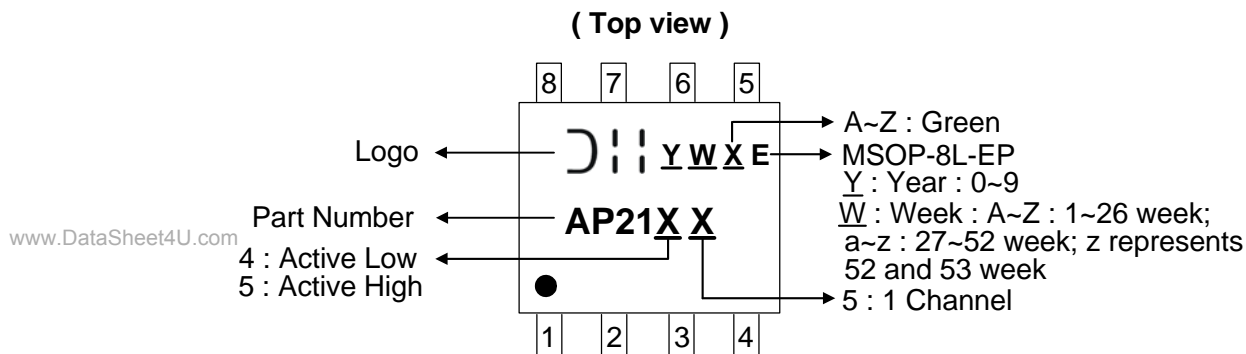 ( Top view )
8 7 6 5
Logo
Y W X E
A~Z : Green
MSOP-8L-EP
Y : Year : 0~9
W : Week : A~Z : 1~26 week;
a~z : 27~52 week; z represents
52 and 53 week
Part Number
AP21X X
www.DataSheet4U.com
4 : Active Low
5 : Active High
5 : 1 Channel
1 2 3 4